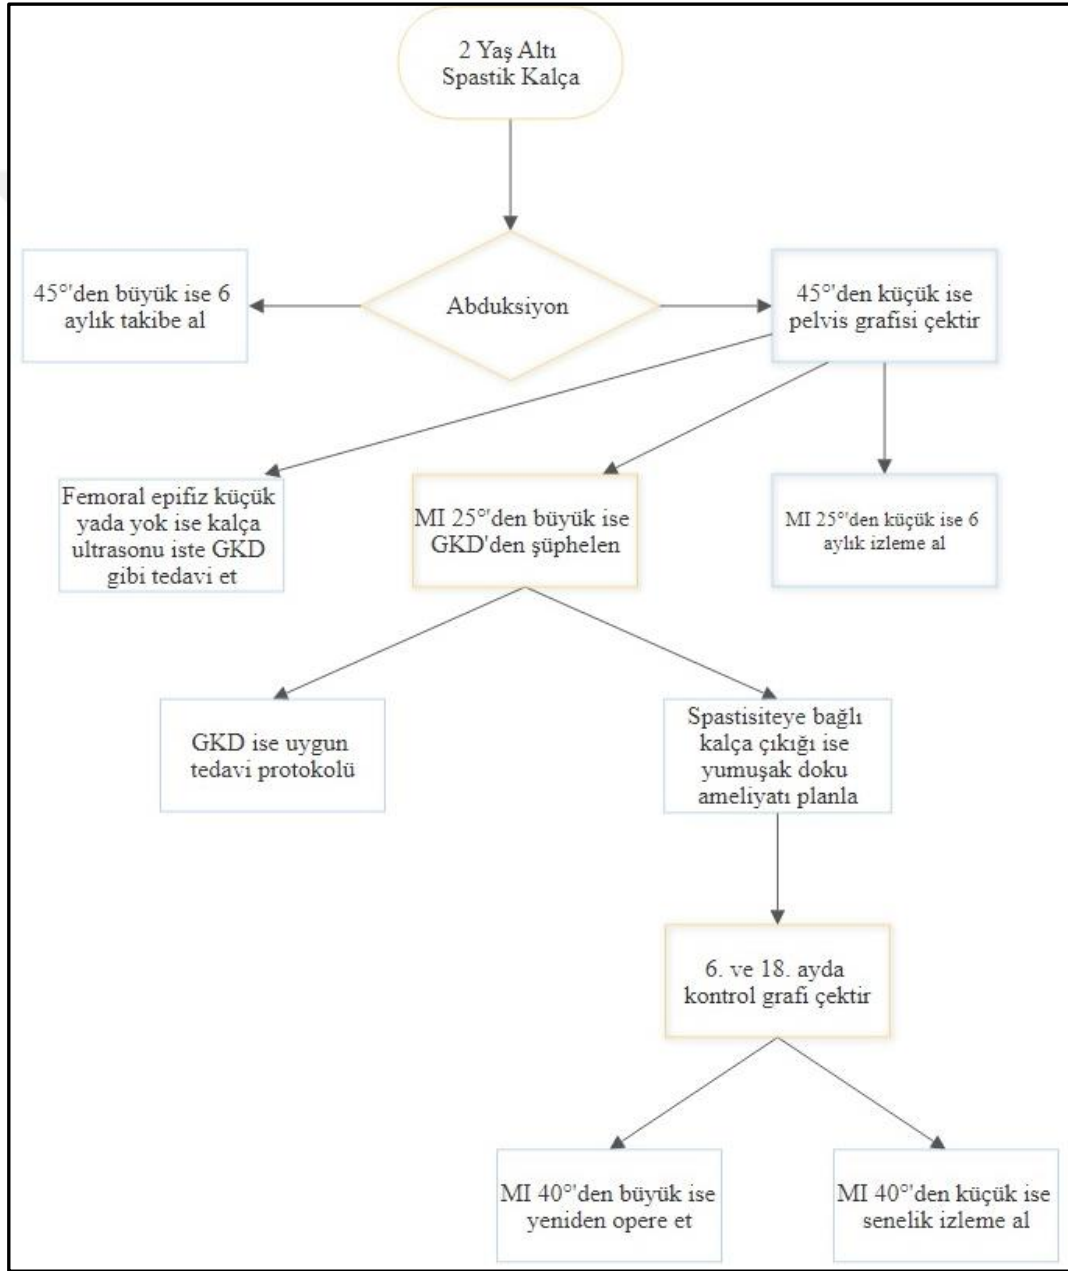 2 Yaş Altı
Spastik Kalça
45°'den büyük ise 6
aylık takibe al
Abduksiyon
45°'den küçük ise
pelvis grafisi çektir
Femoral epifiz küçük
yada yok ise kalça
ultrasonu iste GKD
gibi tedavi et
MI 25°'den büyük ise
GKD'den şüphelen
MI 25°'den küçük ise 6
aylık izleme al
GKD ise uygun
tedavi protokolü
Spastisiteye bağlı
kalça çıkığı ise
yumuşak doku
ameliyatı planla
6. ve 18. ayda
kontrol grafi çektir
MI 40°'den büyük ise
yeniden opere et
MI 40°'den küçük ise
senelik izleme al